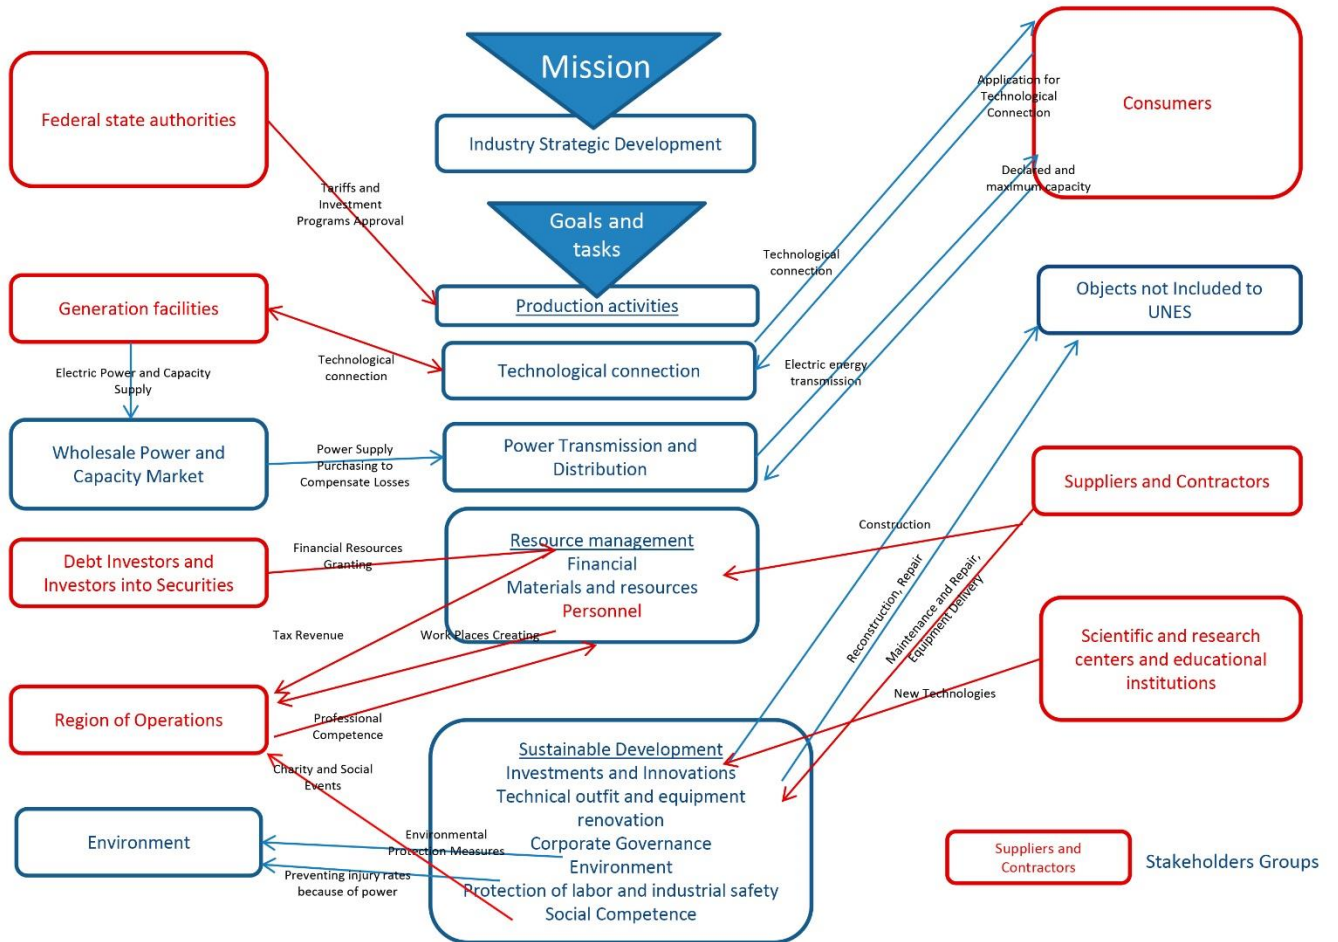 Mission
Industry Strategic Development
Goals and
tasks
Production activities
Technological connection
Power Transmission and
Distribution
Resource management
Financial
Materials and resources
Personnel
Sustainable Development
Investments and Innovations
Technical outfit and equipment
renovation
Corporate Governance
Environment
Protection of labor and industrial safety
Social Competence
Federal state authorities
Tariffs and
Investment
Programs Approval
Generation facilities
Technological
connection
Electric Power and Capacity
Supply
Wholesale Power and
Capacity Market
Power Supply
Purchasing to
Compensate Losses
Debt Investors and
Investors into Securities
Financial Resources
Granting
Tax Revenue
Work Places Creating
Region of Operations
Professional
Competence
Charity and Social
Events
Environment
Environmental
Protection Measures
Preventing injury rates
because of power
Consumers
Application for
Technological
Connection
Declared and
maximum capacity
Technological
connection
Electric energy
transmission
Objects not Included to
UNES
Suppliers and Contractors
Construction
Reconstruction, Repair
Maintenance and Repair,
Equipment Delivery
Scientific and research
centers and educational
institutions
New Technologies
Suppliers and
Contractors
Stakeholders Groups